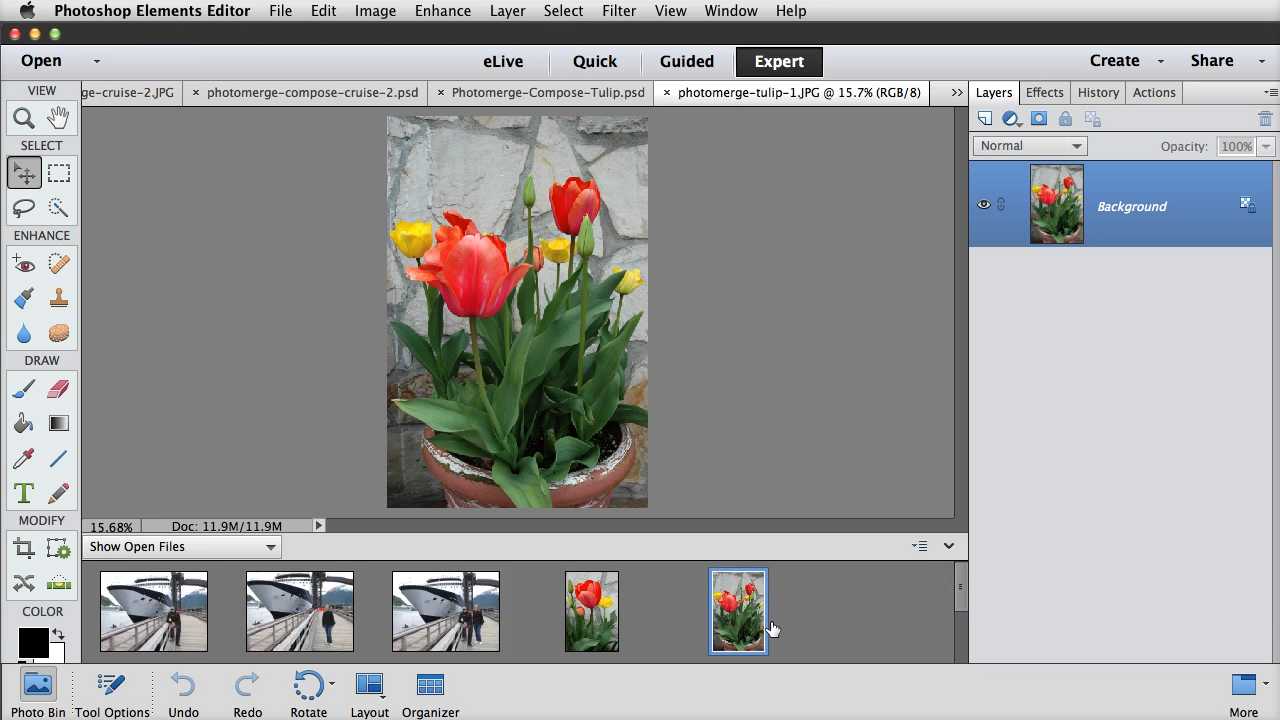 Photoshop Elements Editor File Edit Image Enhance Layer Select Filter View Window Help
Open eLive Quick Guided Expert Create Share
VIEW
ge-cruise-2.JPG × photomerge-compose-cruise-2.psd × Photomerge-Compose-Tulip.psd × photomerge-tulip-1.JPG @ 15.7% (RGB/8) >>
Layers Effects History Actions
SELECT
Normal Opacity: 100%
Background
ENHANCE
DRAW
MODIFY
15.68% Doc: 11.9M/11.9M
Show Open Files
COLOR
T
Photo Bin Tool Options Undo Redo Rotate Layout Organizer More